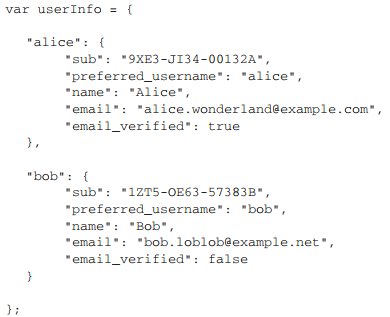 var userInfo = {
"alice": {
"sub": "9XE3-JI34-00132A",
"preferred_username": "alice",
"name": "Alice",
"email": "alice.wonderland@example.com",
"email_verified": true
},
"bob": {
"sub": "1ZT5-OE63-57383B",
"preferred_username": "bob",
"name": "Bob",
"email": "bob.loblob@example.net",
"email_verified": false
}
};